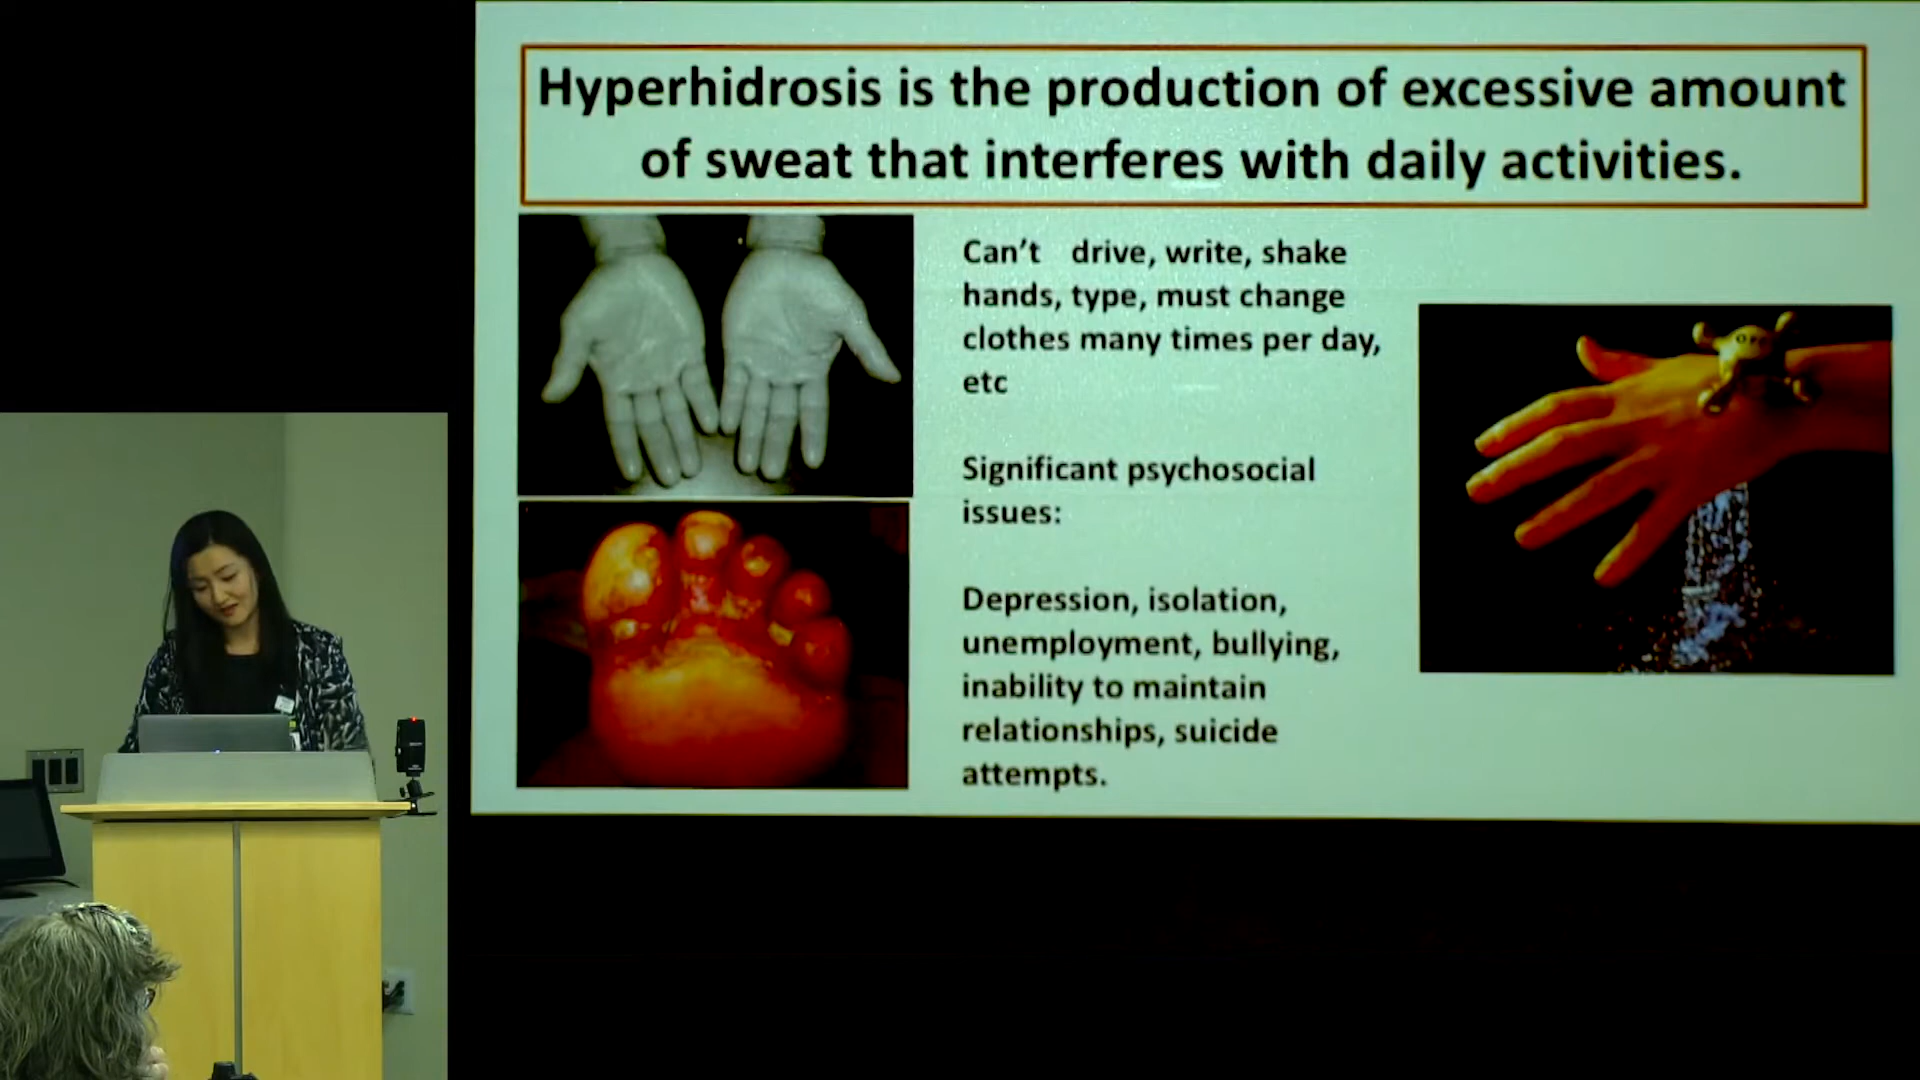 Hyperhidrosis is the production of excessive amount
of sweat that interferes with daily activities.
Can't drive, write, shake
hands, type, must change
clothes many times per day,
etc
Significant psychosocial
issues:
Depression, isolation,
unemployment, bullying,
inability to maintain
relationships, suicide
attempts.